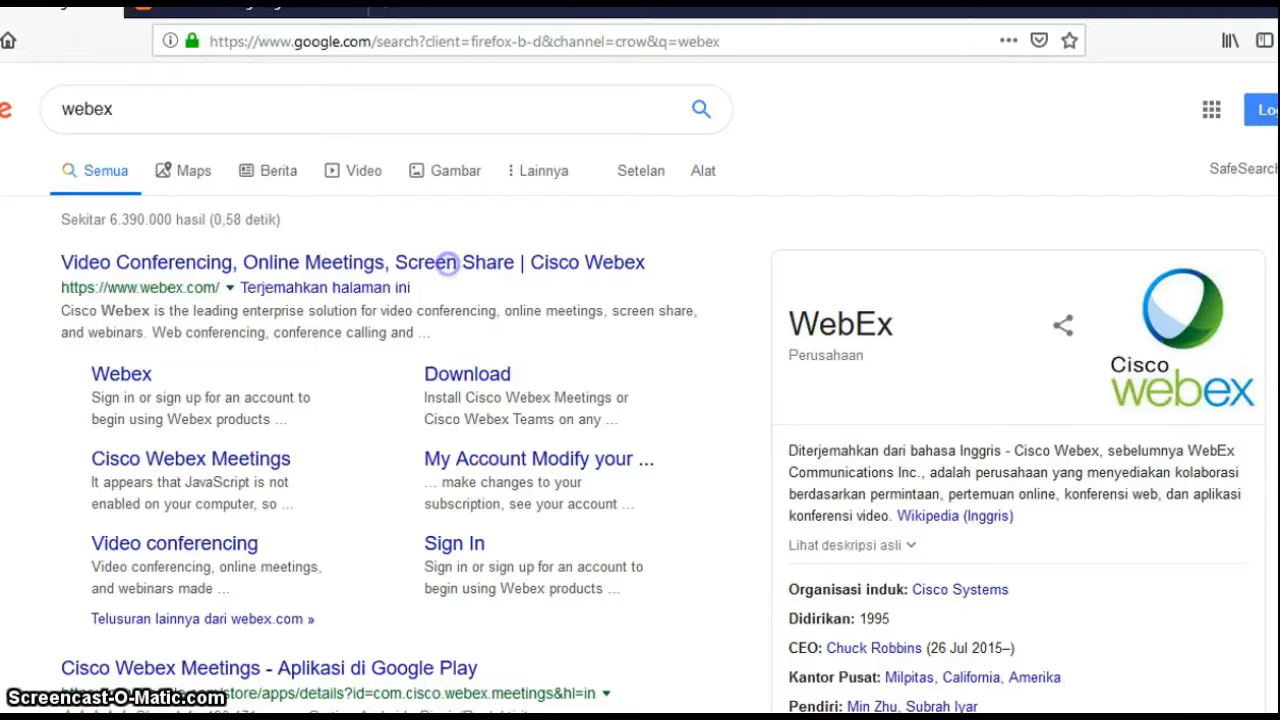 https://www.google.com/search?client=firefox-b-d&channel=crow&q=webex
e
webex
Lo
Semua Maps Berita Video Gambar Lainnya Setelan Alat
SafeSearch
Sekitar 6.390.000 hasil (0,58 detik)
Video Conferencing, Online Meetings, Screen Share | Cisco Webex
https://www.webex.com/ Terjemahkan halaman ini
Cisco Webex is the leading enterprise solution for video conferencing, online meetings, screen share,
and webinars. Web conferencing, conference calling and ...
Webex
Sign in or sign up for an account to
begin using Webex products ...
Download
Install Cisco Webex Meetings or
Cisco Webex Teams on any ...
Cisco Webex Meetings
It appears that JavaScript is not
enabled on your computer, so ...
My Account Modify your ...
... make changes to your
subscription, see your account ...
Video conferencing
Video conferencing, online meetings,
and webinars made ...
Sign In
Sign in or sign up for an account to
begin using Webex products ...
Telusuran lainnya dari webex.com »
Cisco Webex Meetings - Aplikasi di Google Play
store/apps/details?id=com.cisco.webex.meetings&hl=in
WebEx
Perusahaan
Cisco
webex
Diterjemahkan dari bahasa Inggris - Cisco Webex, sebelumnya WebEx
Communications Inc., adalah perusahaan yang menyediakan kolaborasi
berdasarkan permintaan, pertemuan online, konferensi web, dan aplikasi
konferensi video. Wikipedia (Inggris)
Lihat deskripsi asli
Organisasi induk: Cisco Systems
Didirikan: 1995
CEO: Chuck Robbins (26 Jul 2015–)
Kantor Pusat: Milpitas, California, Amerika
Pendiri: Min Zhu, Subrah Iyar
Screencast-O-Matic.com